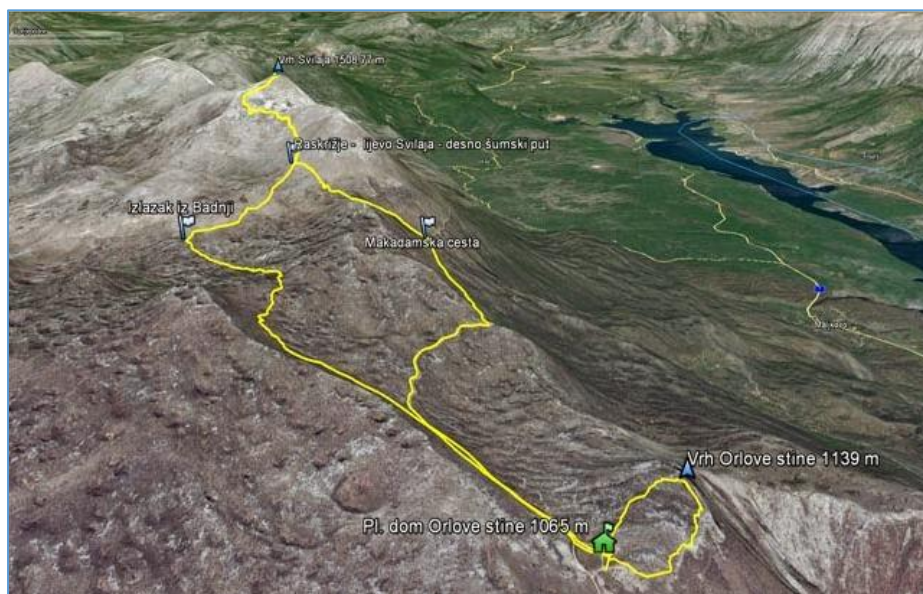 Vrh Svilaja 1508,77 m
Raskrižje - lijevo Svilaja - desno šumski put
Izlazak iz Badnji
Makadamska cesta
Vrh Orlove stine 1139 m
Pl. dom Orlove stine 1065 m